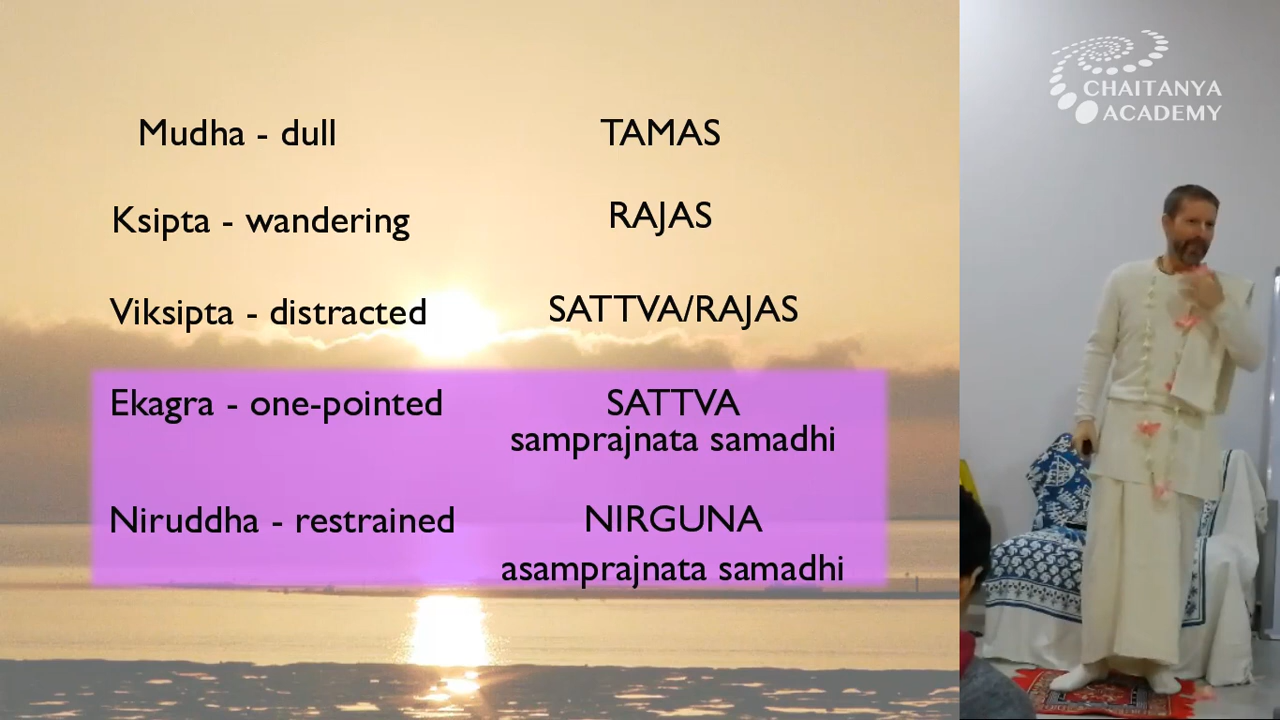 Mudha - dull
TAMAS
Ksipta - wandering
RAJAS
Viksipta - distracted
SATTVA/RAJAS
Ekagra - one-pointed
SATTVA
samprajnata samadhi
Niruddha - restrained
NIRGUNA
asamprajnata samadhi
CHAITANYA
ACADEMY